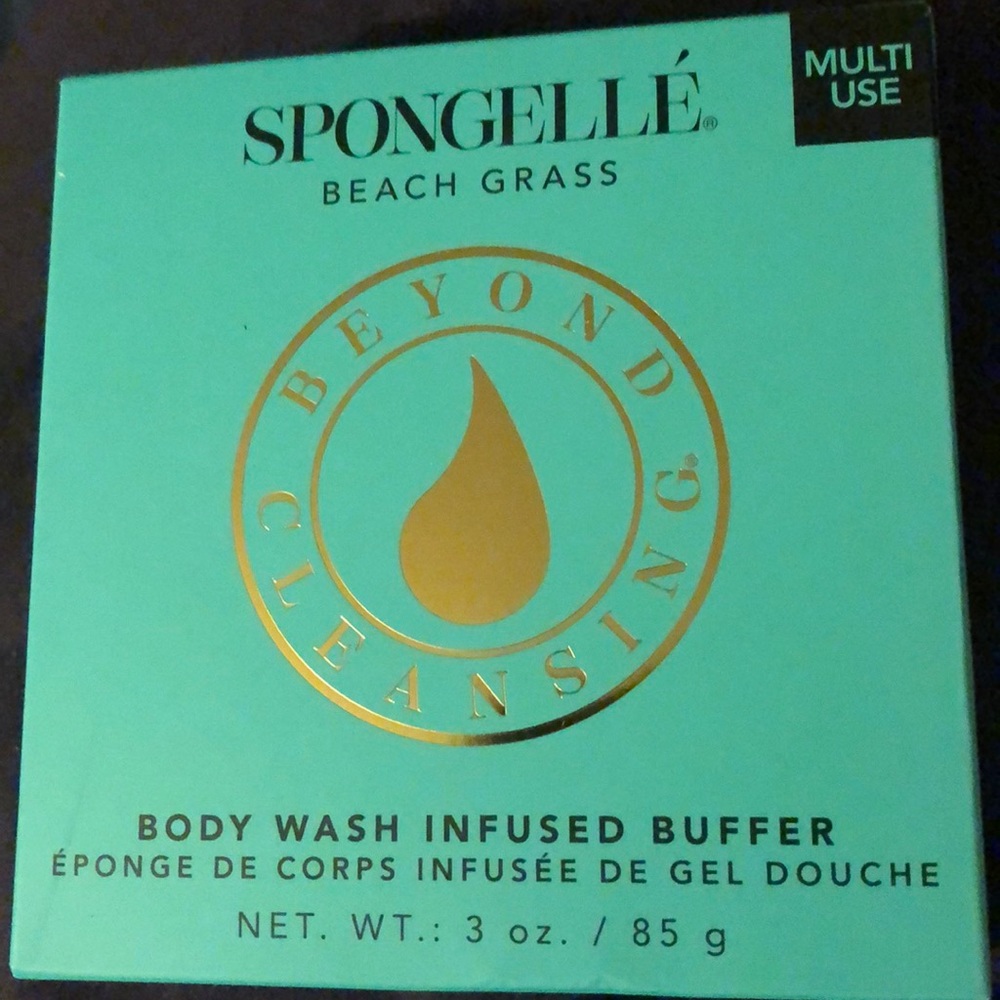 MULTI
USE
SPONGELLÉ®
BEACH GRASS
BEYOND
CLEANSING®
BODY WASH INFUSED BUFFER
ÉPONGE DE CORPS INFUSÉE DE GEL DOUCHE
NET. WT.: 3 oz. / 85 g